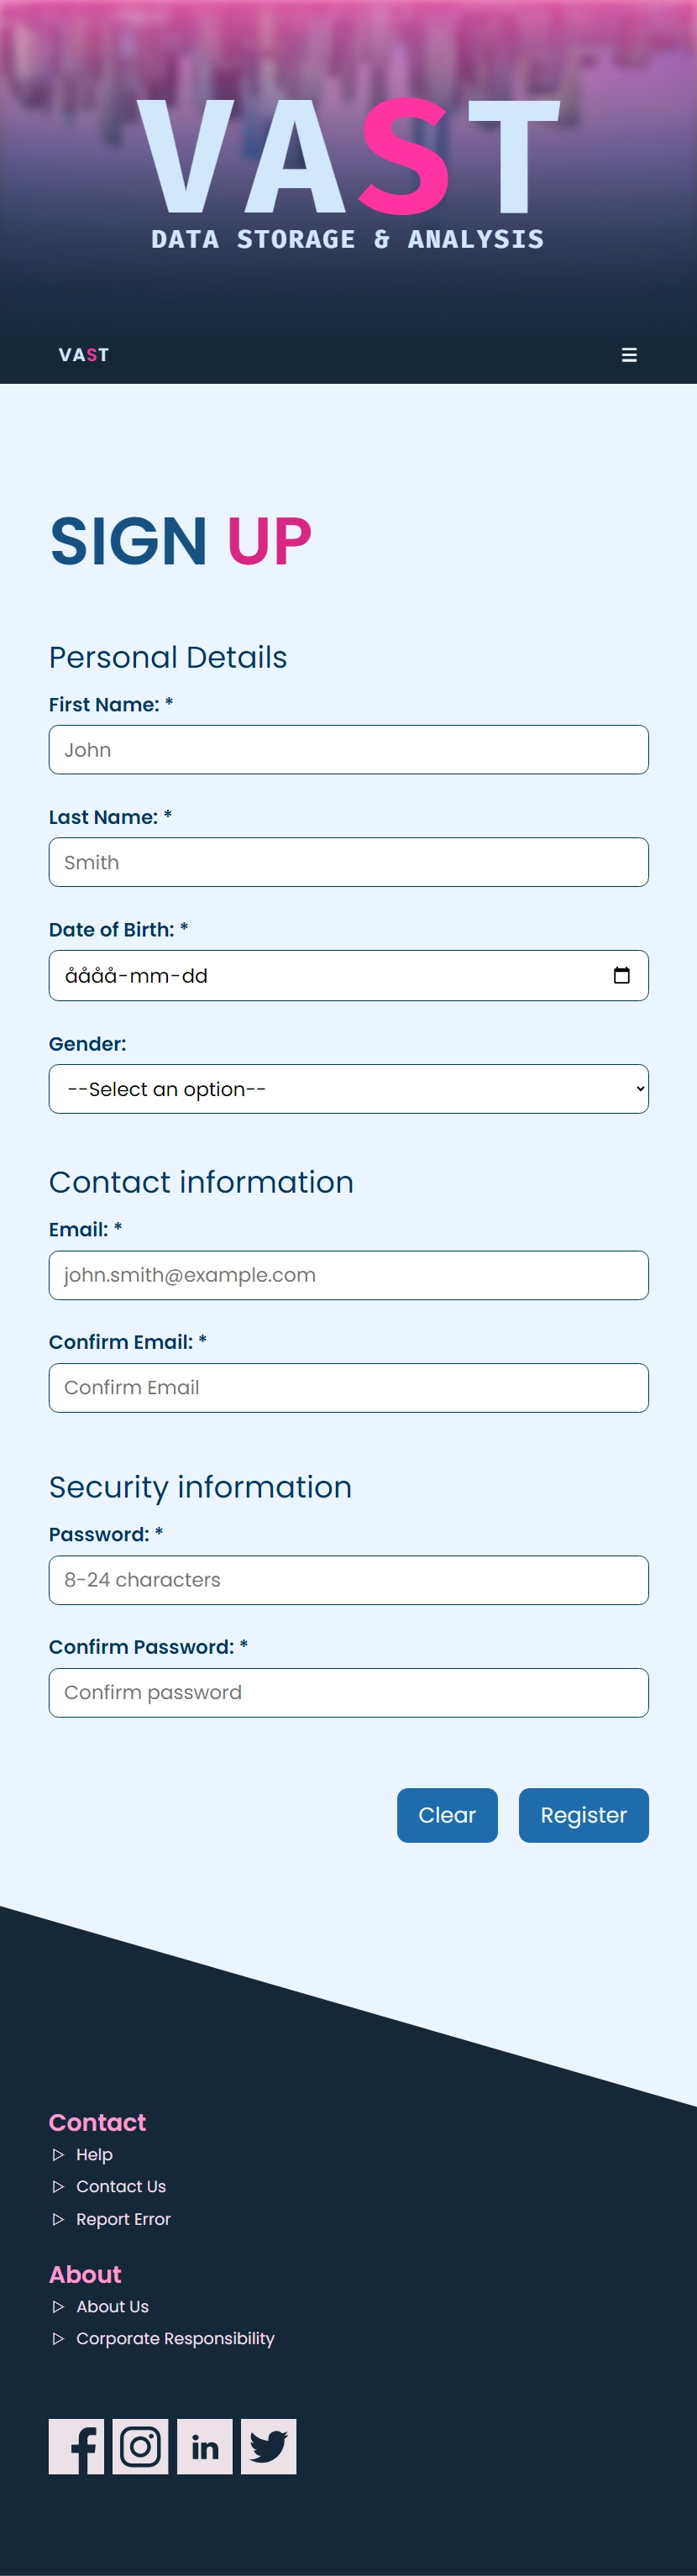 VAST
DATA STORAGE & ANALYSIS
VAST
SIGN UP
Personal Details
First Name: *
John
Last Name: *
Smith
Date of Birth: *
åååå-mm-dd
Gender:
--Select an option--
Contact information
Email: *
john.smith@example.com
Confirm Email: *
Confirm Email
Security information
Password: *
8-24 characters
Confirm Password: *
Confirm password
Clear Register
Contact
Help
Contact Us
Report Error
About
About Us
Corporate Responsibility